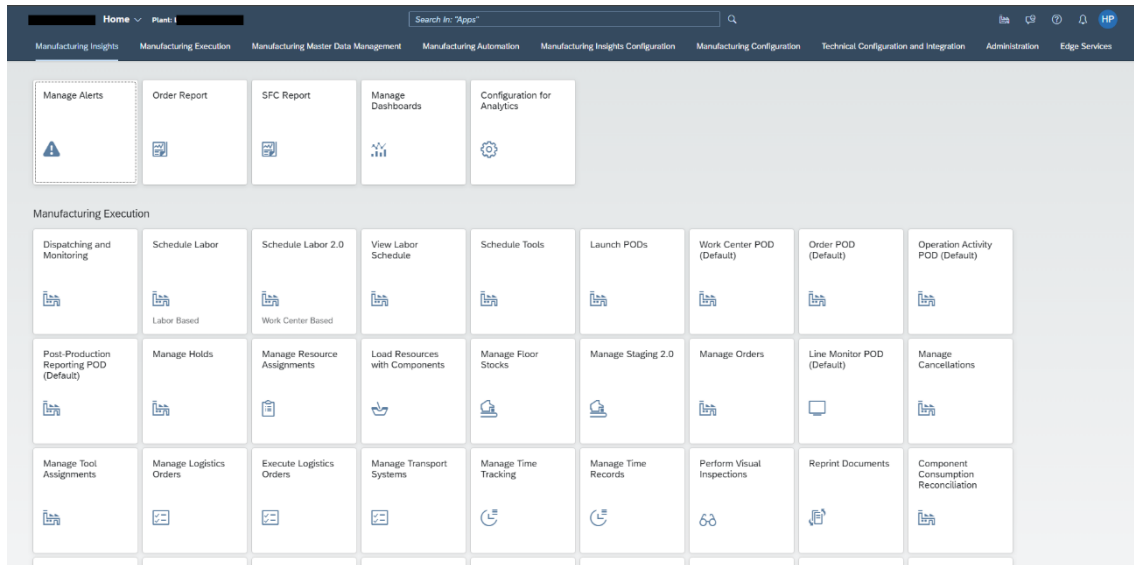 Home
Plant:
Search In: "Apps"
HP
Manufacturing Insights
Manufacturing Execution
Manufacturing Master Data Management
Manufacturing Automation
Manufacturing Insights Configuration
Manufacturing Configuration
Technical Configuration and Integration
Administration
Edge Services
Manage Alerts
Order Report
SFC Report
Manage
Dashboards
Configuration for
Analytics
Manufacturing Execution
Dispatching and
Monitoring
Schedule Labor
Labor Based
Schedule Labor 2.0
Work Center Based
View Labor
Schedule
Schedule Tools
Launch PODs
Work Center POD
(Default)
Order POD
(Default)
Operation Activity
POD (Default)
Post-Production
Reporting POD
(Default)
Manage Holds
Manage Resource
Assignments
Load Resources
with Components
Manage Floor
Stocks
Manage Staging 2.0
Manage Orders
Line Monitor POD
(Default)
Manage
Cancellations
Manage Tool
Assignments
Manage Logistics
Orders
Execute Logistics
Orders
Manage Transport
Systems
Manage Time
Tracking
Manage Time
Records
Perform Visual
Inspections
Reprint Documents
Component
Consumption
Reconciliation